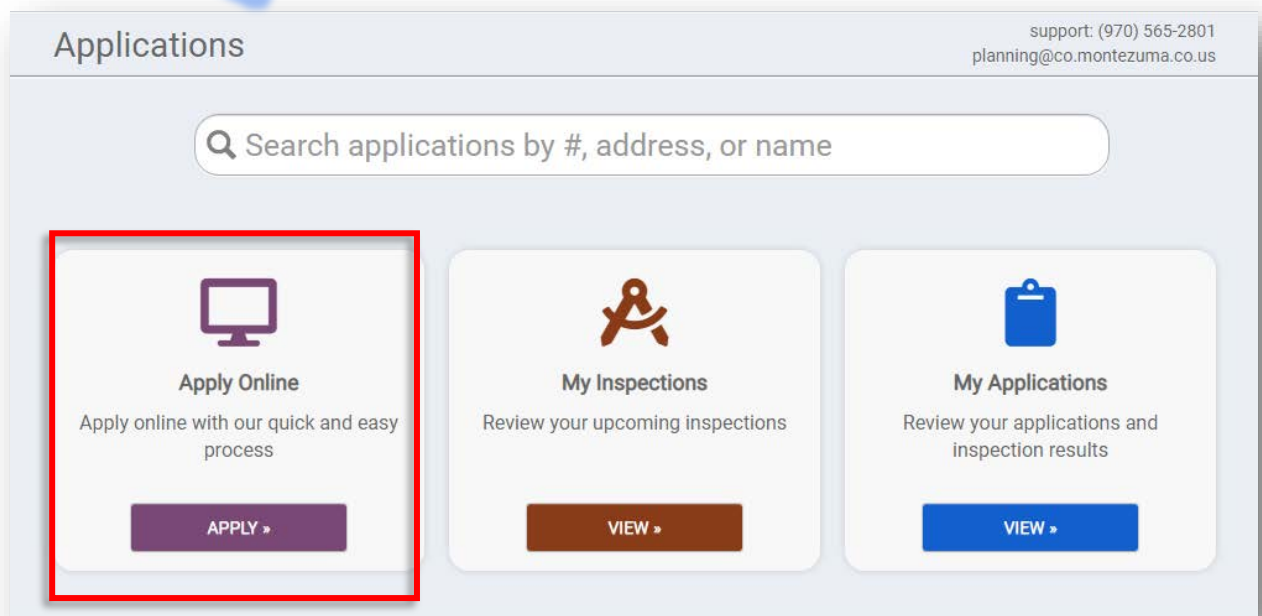 Applications
support: (970) 565-2801
planning@co.montezuma.co.us
Search applications by #, address, or name
Apply Online
Apply online with our quick and easy
process
APPLY »
My Inspections
Review your upcoming inspections
VIEW »
My Applications
Review your applications and
inspection results
VIEW »